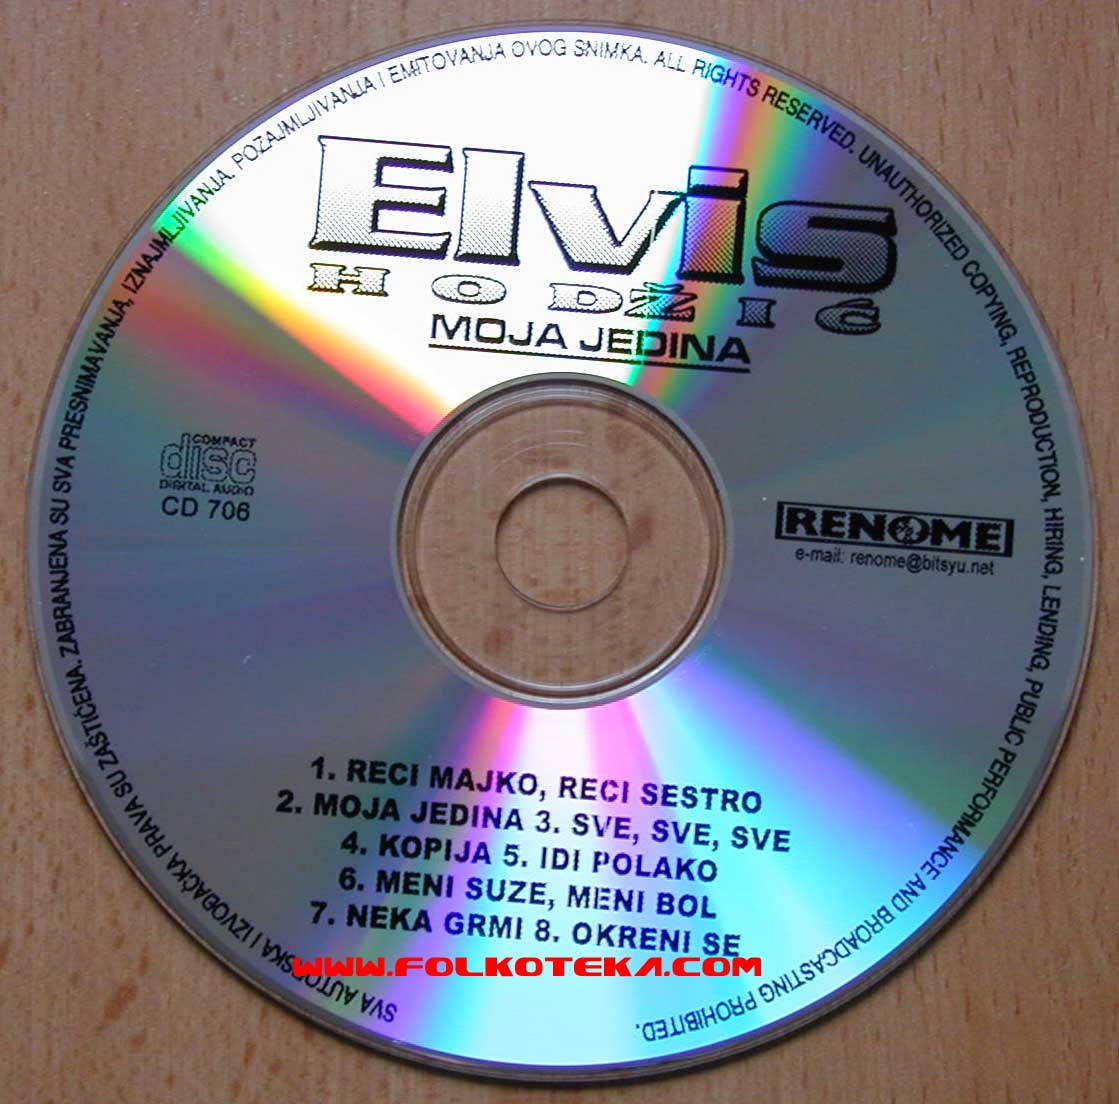 SVA AUTORSKA I IZVOĐAČKA PRAVA SU ZAŠTIĆENA. ZABRANJENA SU SVA PRESNIMAVANJA, IZNAJMLJIVANJA, POZAJMLJIVANJA I EMITOVANJA OVOG SNIMKA. ALL RIGHTS RESERVED. UNAUTHORIZED COPYING, REPRODUCTION, HIRING, LENDING, PUBLIC PERFORMANCE AND BROADCASTING PROHIBITED.
Elvis
HODŽIĆ
MOJA JEDINA
COMPACT
disc
DIGITAL AUDIO
CD 706
RENOME
e-mail: renome@bitsyu.net
1. RECI MAJKO, RECI SESTRO
2. MOJA JEDINA 3. SVE, SVE, SVE
4. KOPIJA 5. IDI POLAKO
6. MENI SUZE, MENI BOL
7. NEKA GRMI 8. OKRENI SE
WWW.FOLKOTEKA.COM